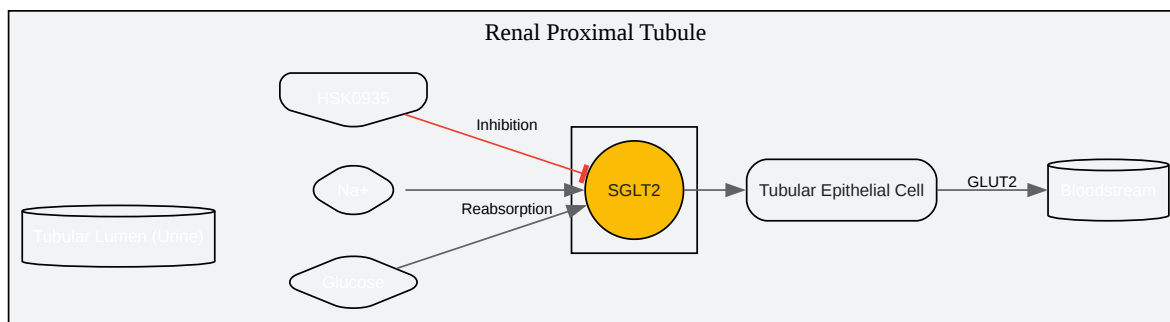 Renal Proximal Tubule
HSK0935
Inhibition
Na+
SGLT2
Tubular Epithelial Cell
GLUT2
Bloodstream
Reabsorption
Tubular Lumen (Urine)
Glucose